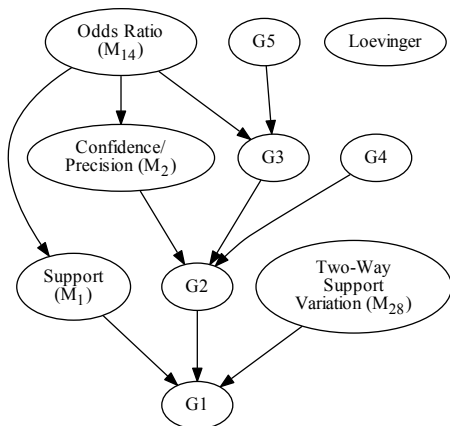 Odds Ratio
(M14)
G5
Loevinger
Confidence/
Precision (M2)
G3
G4
Support
(M1)
G2
Two-Way
Support
Variation (M28)
G1